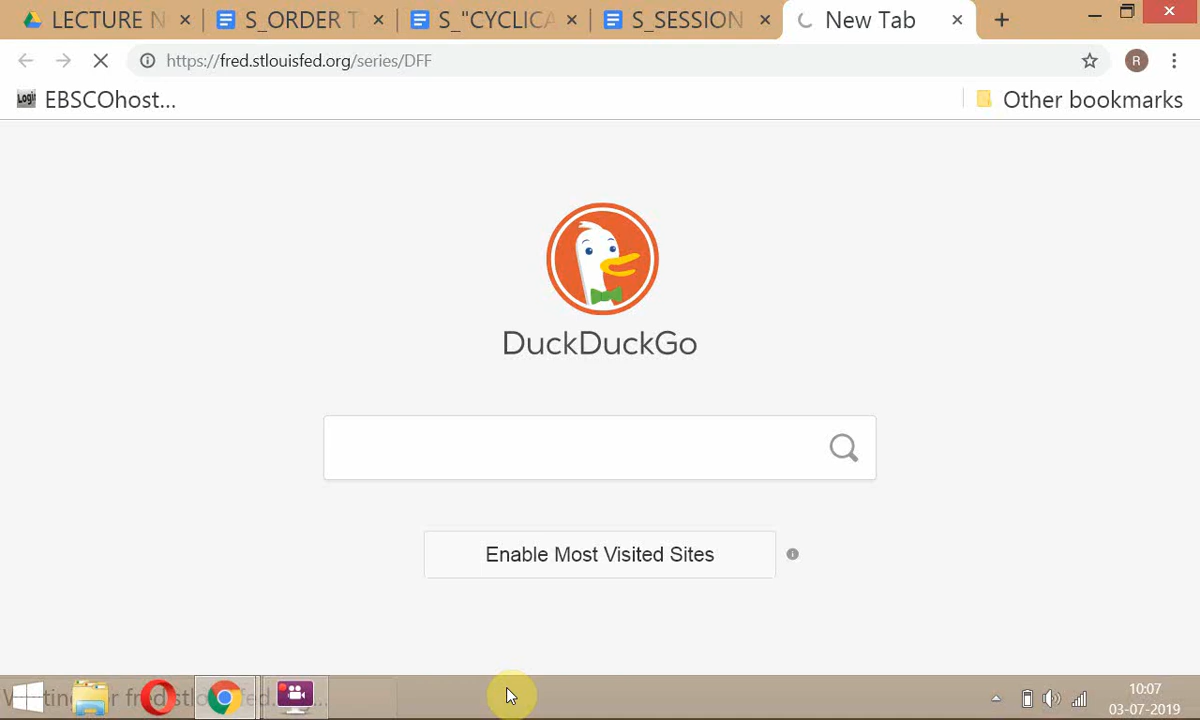 LECTURE N
S_ORDER T
S_"CYCLICA
S_SESSION
New Tab
https://fred.stlouisfed.org/series/DFF
R
Login
EBSCOhost...
Other bookmarks
DuckDuckGo
Enable Most Visited Sites
10:07
03-07-2019